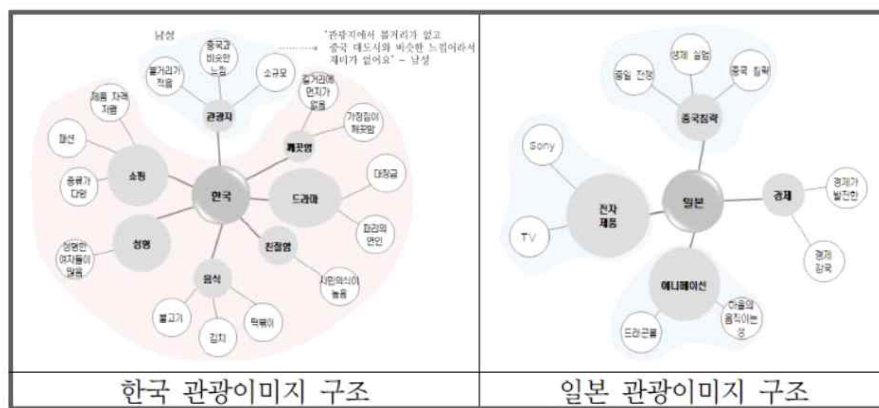 남성
"관광지에서 볼거리가 없고
중국 대도시와 비슷한 느낌이라서
재미가 없어요" - 남성
중국과
비슷한
느낌
볼거리가
적음
소규모
관광지
길거리에
먼지가
없음
가정집이
깨끗함
깨끗함
제품 가격
저렴
패션
종류가
다양
쇼핑
한국
드라마
대장금
파리의
연인
성형
성형한
여자들이
많음
친절함
시민의식이
높음
음식
불고기
김치
떡볶이
한국 관광이미지 구조
생체 실험
중일 전쟁
중국 침략
중국침략
Sony
TV
전자
제품
일본
경제
경제가
발전한
경제
강국
애니메이션
드래곤볼
하울의
움직이는
성
일본 관광이미지 구조